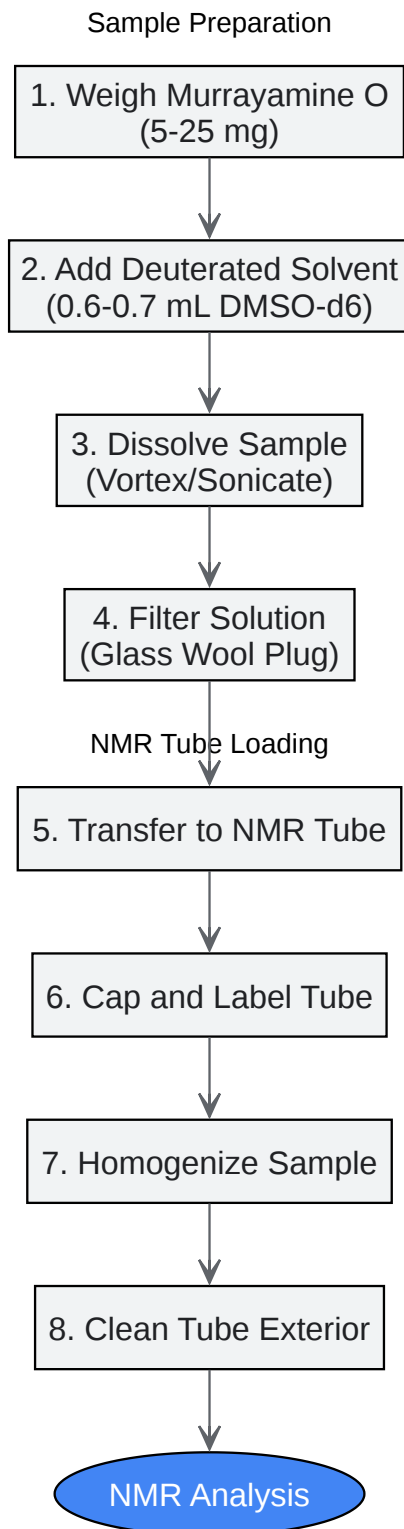 Sample Preparation
1. Weigh Murrayamine O
(5-25 mg)
2. Add Deuterated Solvent
(0.6-0.7 mL DMSO-d6)
3. Dissolve Sample
(Vortex/Sonicate)
4. Filter Solution
(Glass Wool Plug)
NMR Tube Loading
5. Transfer to NMR Tube
6. Cap and Label Tube
7. Homogenize Sample
8. Clean Tube Exterior
NMR Analysis